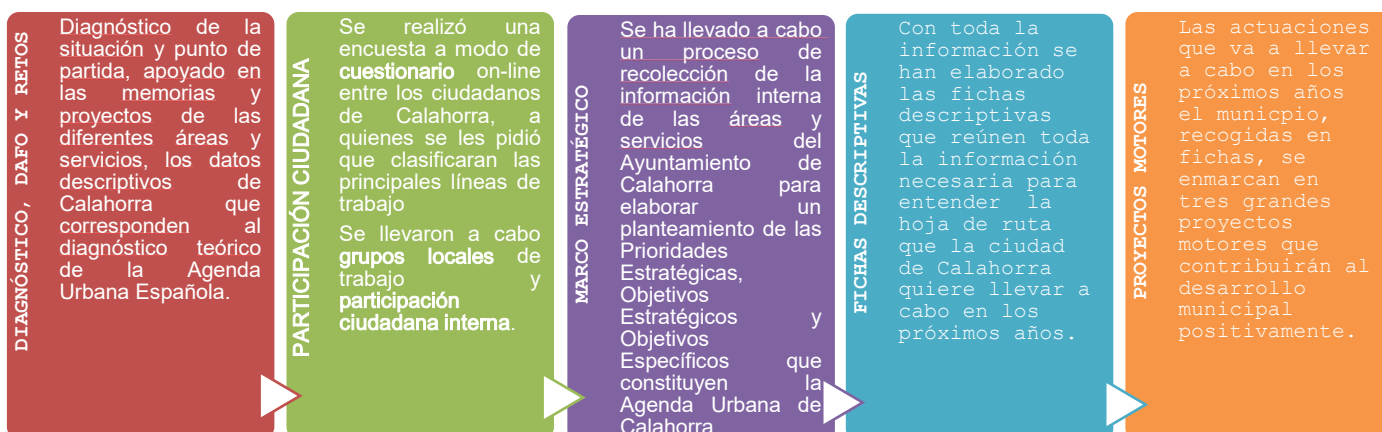 DIAGNÓSTICO, DAFO Y RETOS
Diagnóstico de la
situación y punto de
partida, apoyado en
las memorias y
proyectos de las
diferentes áreas y
servicios, los datos
descriptivos de
Calahorra que
corresponden al
diagnóstico teórico
de la Agenda
Urbana Española.
PARTICIPACIÓN CIUDADANA
Se realizó una
encuesta a modo de
cuestionario on-line
entre los ciudadanos
de Calahorra, a
quienes se les pidió
que clasificaran las
principales líneas de
trabajo
Se llevaron a cabo
grupos locales de
trabajo y
participación
ciudadana interna.
MARCO ESTRATÉGICO
Se ha llevado a cabo
un proceso de
recolección de la
información interna
de las áreas y
servicios del
Ayuntamiento de
Calahorra para
elaborar un
planteamiento de las
Prioridades
Estratégicas,
Objetivos
Estratégicos y
Objetivos
Específicos que
constituyen la
Agenda Urbana de
Calahorra
FICHAS DESCRIPTIVAS
Con toda la
información se
han elaborado
las fichas
descriptivas
que reúnen toda
la información
necesaria para
entender la
hoja de ruta
que la ciudad
de Calahorra
quiere llevar a
cabo en los
próximos años.
PROYECTOS MOTORES
Las actuaciones
que va a llevar
a cabo en los
próximos años
el municpio,
recogidas en
fichas, se
enmarcan en
tres grandes
proyectos
motores que
contribuirán al
desarrollo
municipal
positivamente.